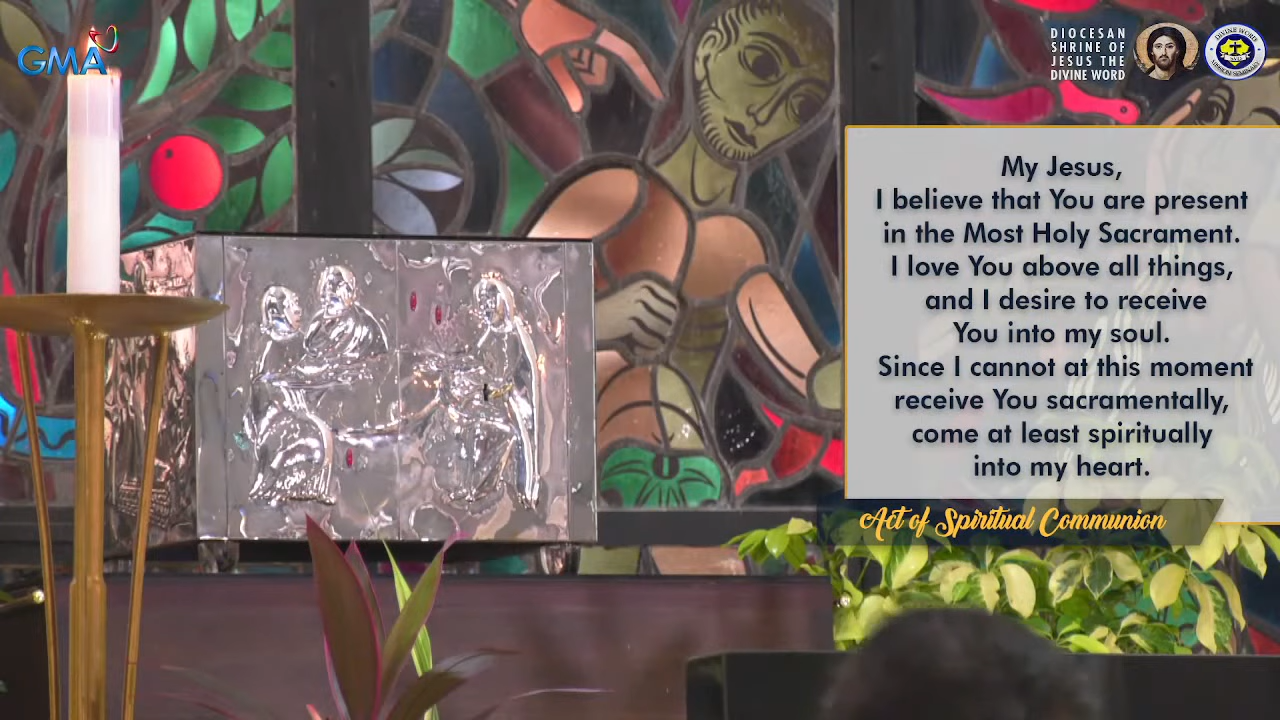 GMA
DIOCESAN
SHRINE OF
JESUS THE
DIVINE WORD
My Jesus,
I believe that You are present
in the Most Holy Sacrament.
I love You above all things,
and I desire to receive
You into my soul.
Since I cannot at this moment
receive You sacramentally,
come at least spiritually
into my heart.
Act of Spiritual Communion